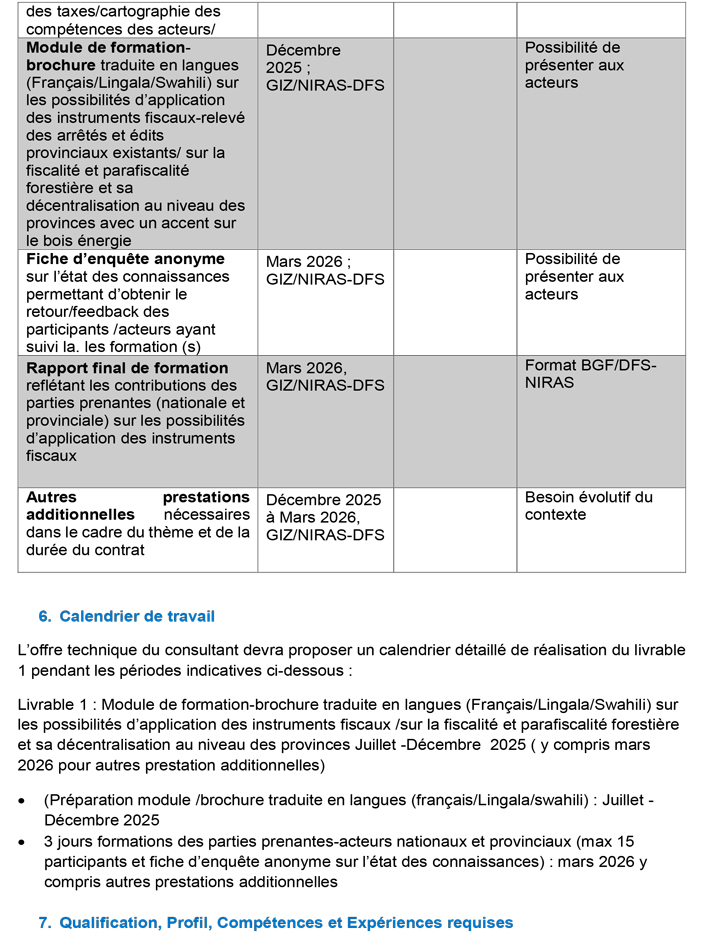 des taxes/cartographie des
compétences des acteurs/
Module de formation-
brochure traduite en langues
(Français/Lingala/Swahili) sur
les possibilités d’application
des instruments fiscaux-relevé
des arrêtés et édits
provinciaux existants/ sur la
fiscalité et parafiscalité
forestière et sa
décentralisation au niveau des
provinces avec un accent sur
le bois énergie
Décembre
2025 ;
GIZ/NIRAS-DFS
Possibilité de
présenter aux
acteurs
Fiche d’enquête anonyme
sur l’état des connaissances
permettant d’obtenir le
retour/feedback des
participants /acteurs ayant
suivi la. les formation (s)
Mars 2026 ;
GIZ/NIRAS-DFS
Possibilité de
présenter aux
acteurs
Rapport final de formation
reflétant les contributions des
parties prenantes (nationale et
provinciale) sur les possibilités
d’application des instruments
fiscaux
Mars 2026,
GIZ/NIRAS-DFS
Format BGF/DFS-
NIRAS
Autres prestations
additionnelles nécessaires
dans le cadre du thème et de la
durée du contrat
Décembre 2025
à Mars 2026,
GIZ/NIRAS-DFS
Besoin évolutif du
contexte
6. Calendrier de travail
L’offre technique du consultant devra proposer un calendrier détaillé de réalisation du livrable
1 pendant les périodes indicatives ci-dessous :
Livrable 1 : Module de formation-brochure traduite en langues (Français/Lingala/Swahili) sur
les possibilités d’application des instruments fiscaux /sur la fiscalité et parafiscalité forestière
et sa décentralisation au niveau des provinces Juillet -Décembre 2025 ( y compris mars
2026 pour autres prestation additionnelles)
• (Préparation module /brochure traduite en langues (français/Lingala/swahili) : Juillet -
Décembre 2025
• 3 jours formations des parties prenantes-acteurs nationaux et provinciaux (max 15
participants et fiche d’enquête anonyme sur l’état des connaissances) : mars 2026 y
compris autres prestations additionnelles
7. Qualification, Profil, Compétences et Expériences requises